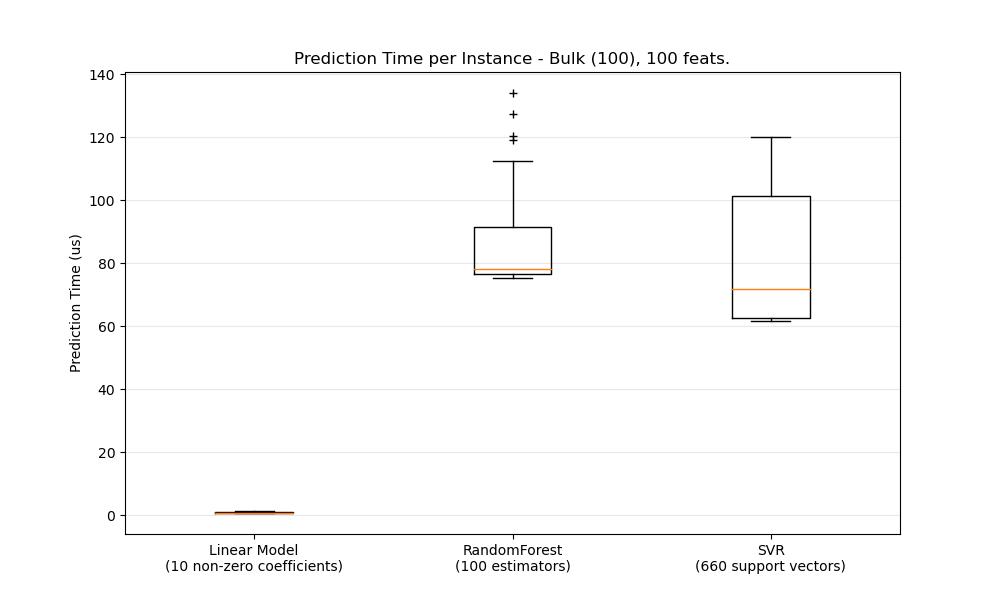 Prediction Time per Instance - Bulk (100), 100 feats.
140
120
100
80
60
40
20
0
Prediction Time (us)
Linear Model
(10 non-zero coefficients)
RandomForest
(100 estimators)
SVR
(660 support vectors)